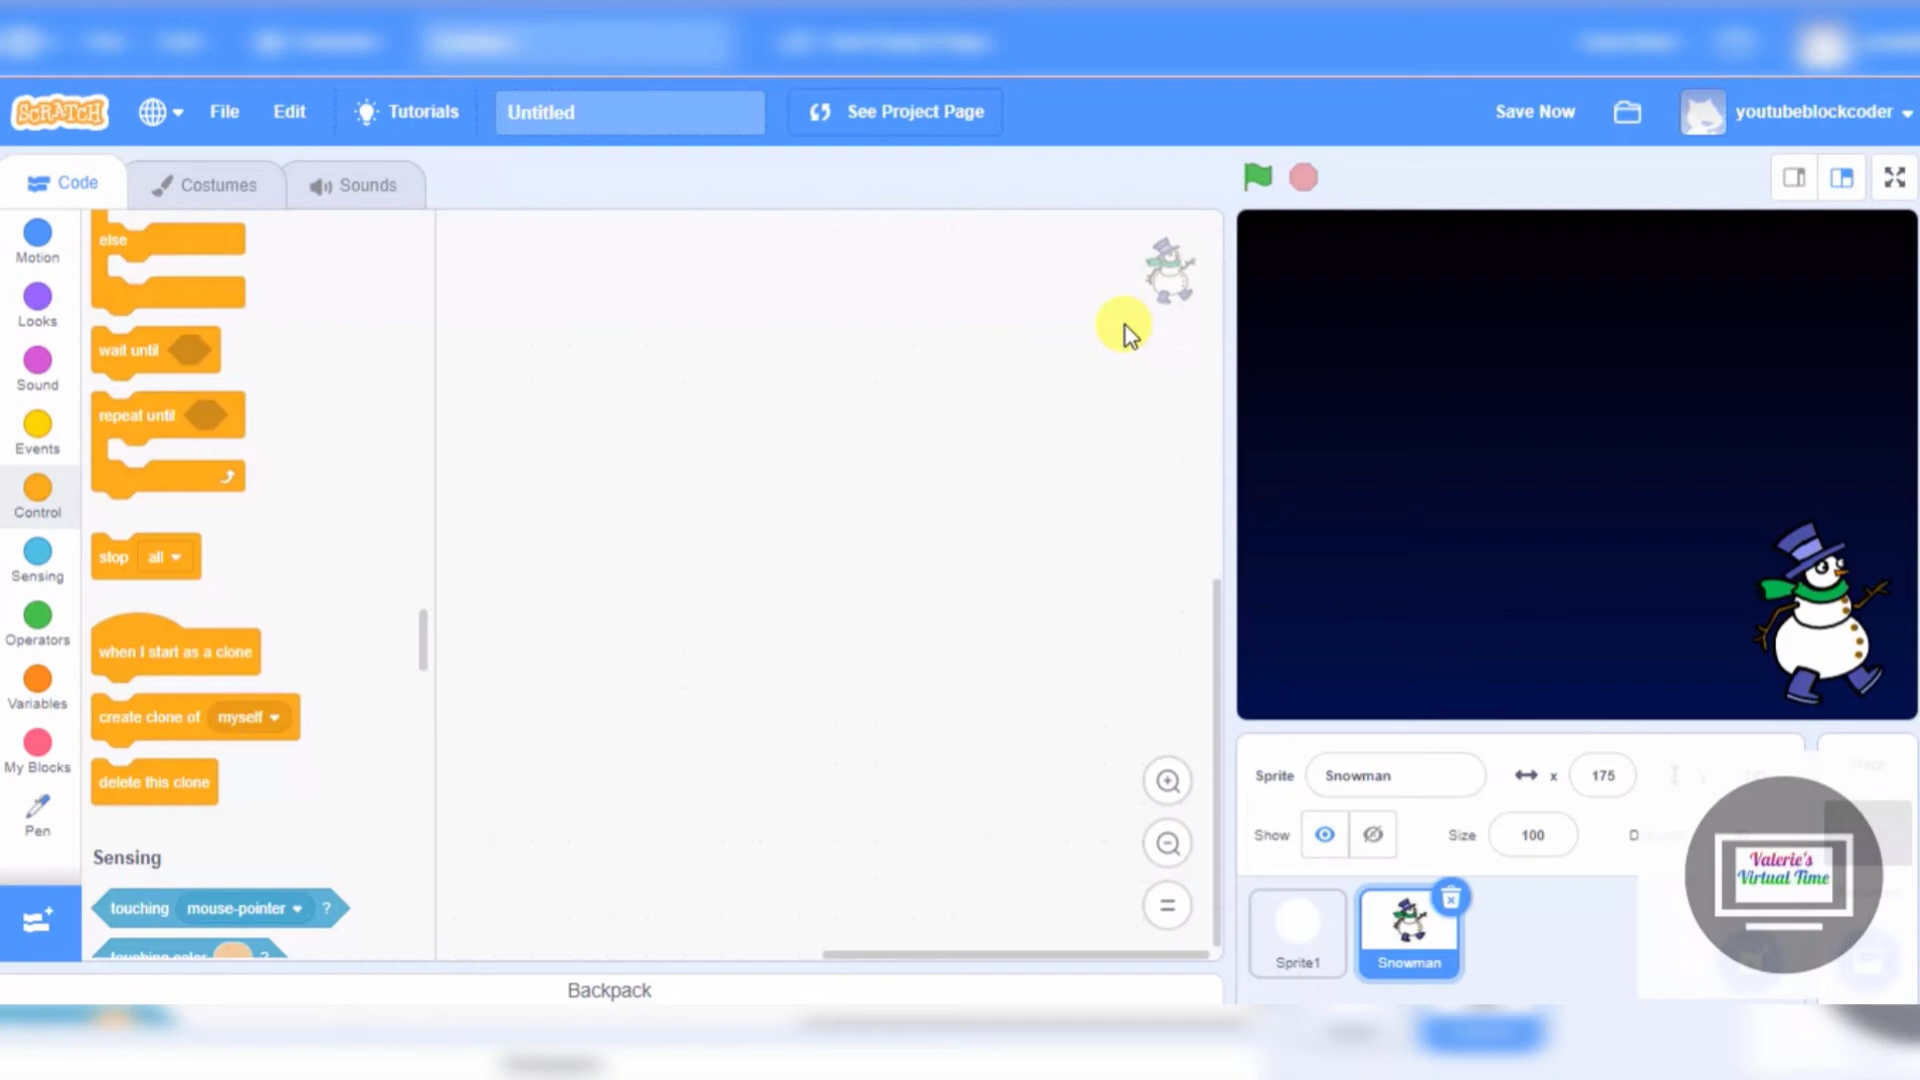 SCRATCH File Edit Tutorials Untitled See Project Page Save Now youtubeblockcoder
Code Costumes Sounds
Motion
Looks
Sound
Events
Control
Sensing
Operators
Variables
My Blocks
Pen
else
wait until
repeat until
stop all
when I start as a clone
create clone of myself
delete this clone
Sensing
touching mouse-pointer ?
touching color ?
Backpack
Sprite Snowman x 175
Show Size 100
Sprite1 Snowman
Valerie's
Virtual Time